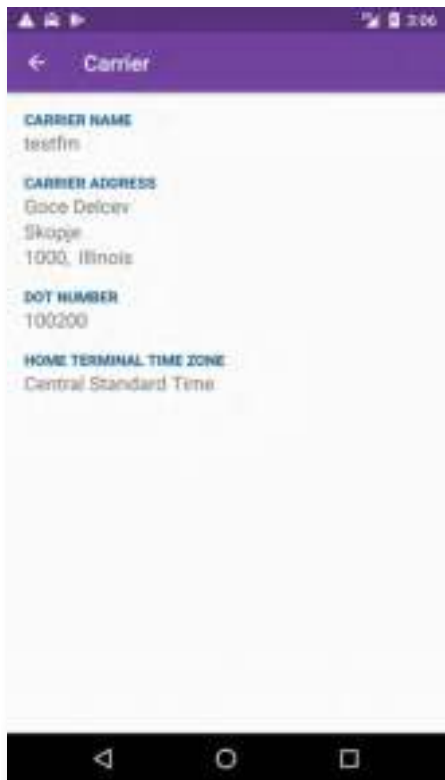 3:06
Carrier
CARRIER NAME
testfm
CARRIER ADDRESS
Goce Delcev
Skopje
1000, Illinois
DOT NUMBER
100200
HOME TERMINAL TIME ZONE
Central Standard Time